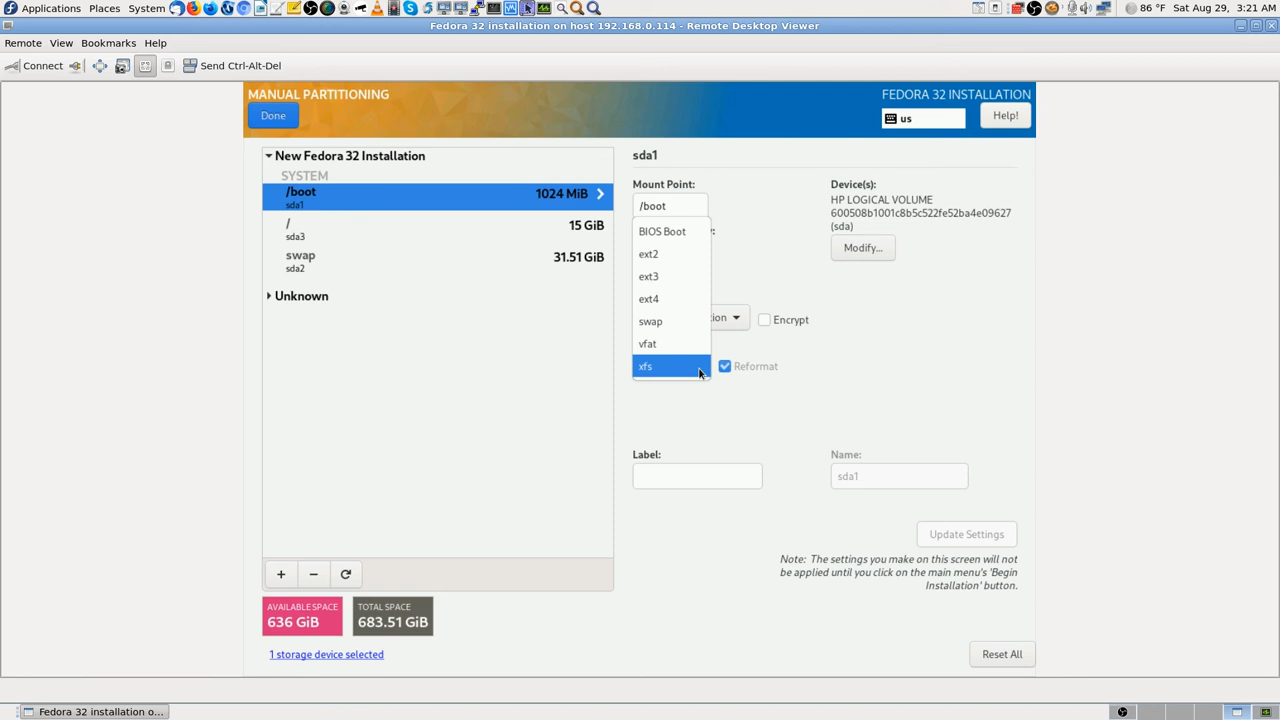 Applications Places System
86 °F Sat Aug 29, 3:21 AM
Fedora 32 installation on host 192.168.0.114 - Remote Desktop Viewer
Remote View Bookmarks Help
Connect Send Ctrl-Alt-Del
MANUAL PARTITIONING
FEDORA 32 INSTALLATION
Done
us
Help!
New Fedora 32 Installation
SYSTEM
/boot 1024 MiB
sda1
/ 15 GiB
sda3
swap 31.51 GiB
sda2
Unknown
sda1
Mount Point:
/boot
Device(s):
HP LOGICAL VOLUME
600508b1001c8b5c522fe52ba4e09627
(sda)
Modify...
BIOS Boot
ext2
ext3
ext4
swap
vfat
xfs
tion
Encrypt
Reformat
Label:
Name:
sda1
Update Settings
Note: The settings you make on this screen will not
be applied until you click on the main menu's 'Begin
Installation' button.
AVAILABLE SPACE
636 GiB
TOTAL SPACE
683.51 GiB
1 storage device selected
Reset All
Fedora 32 installation o...